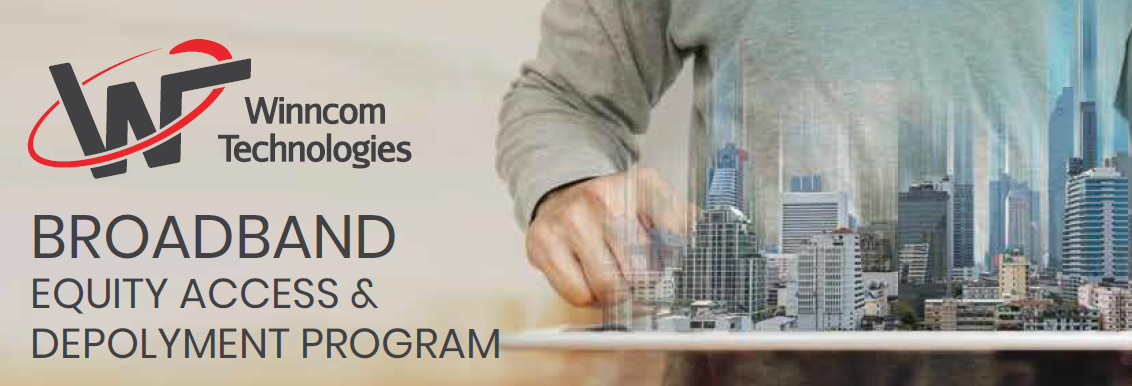 Winncom
Technologies
BROADBAND
EQUITY ACCESS &
DEPOLYMENT PROGRAM